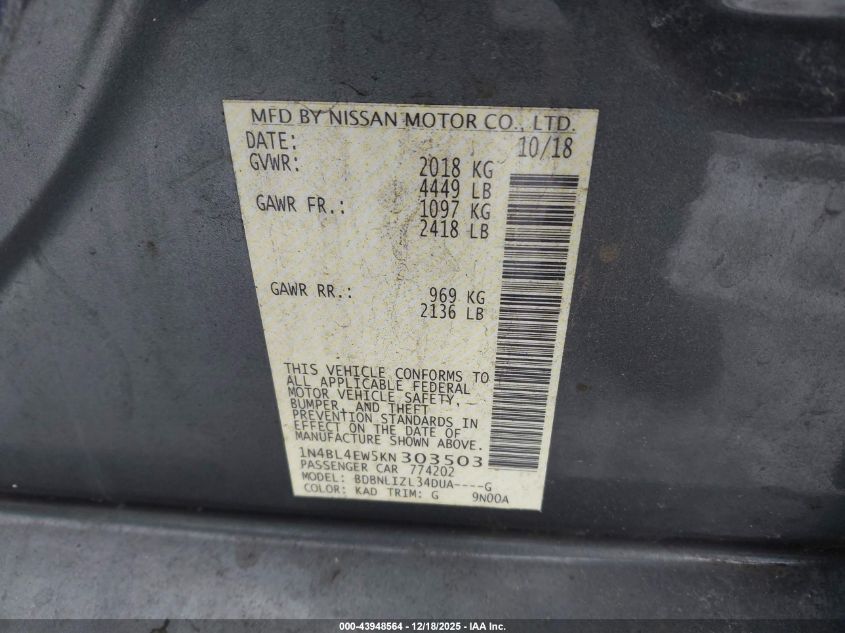 MFD BY NISSAN MOTOR CO., LTD.
DATE: 10/18
GVWR: 2018 KG
4449 LB
GAWR FR.: 1097 KG
2418 LB
GAWR RR.: 969 KG
2136 LB
THIS VEHICLE CONFORMS TO
ALL APPLICABLE FEDERAL
MOTOR VEHICLE SAFETY,
BUMPER, AND THEFT
PREVENTION STANDARDS IN
EFFECT ON THE DATE OF
MANUFACTURE SHOWN ABOVE.
1N4BL4EW5KN303503
PASSENGER CAR 774202
MODEL: BDBNLIZL34DUA----G
COLOR: KAD TRIM: G 9N00A
000-43948564 - 12/18/2025 - IAA Inc.